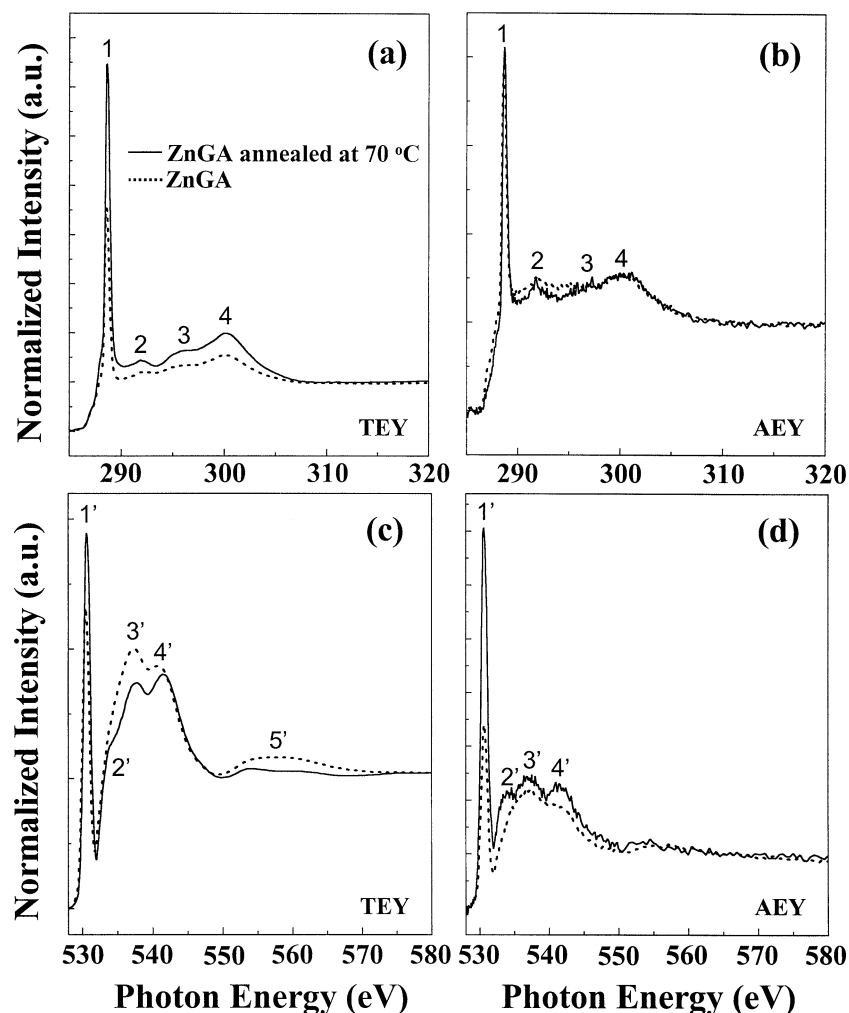 (a)
1
ZnGA annealed at 70 °C
ZnGA
2
3
4
TEY
290 300 310 320
Normalized Intensity (a.u.)
(b)
1
2
3
4
AEY
290 300 310 320
(c)
1'
2'
3'
4'
5'
TEY
530 540 550 560 570 580
Normalized Intensity (a.u.)
Photon Energy (eV)
(d)
1'
2'
3'
4'
AEY
530 540 550 560 570 580
Photon Energy (eV)